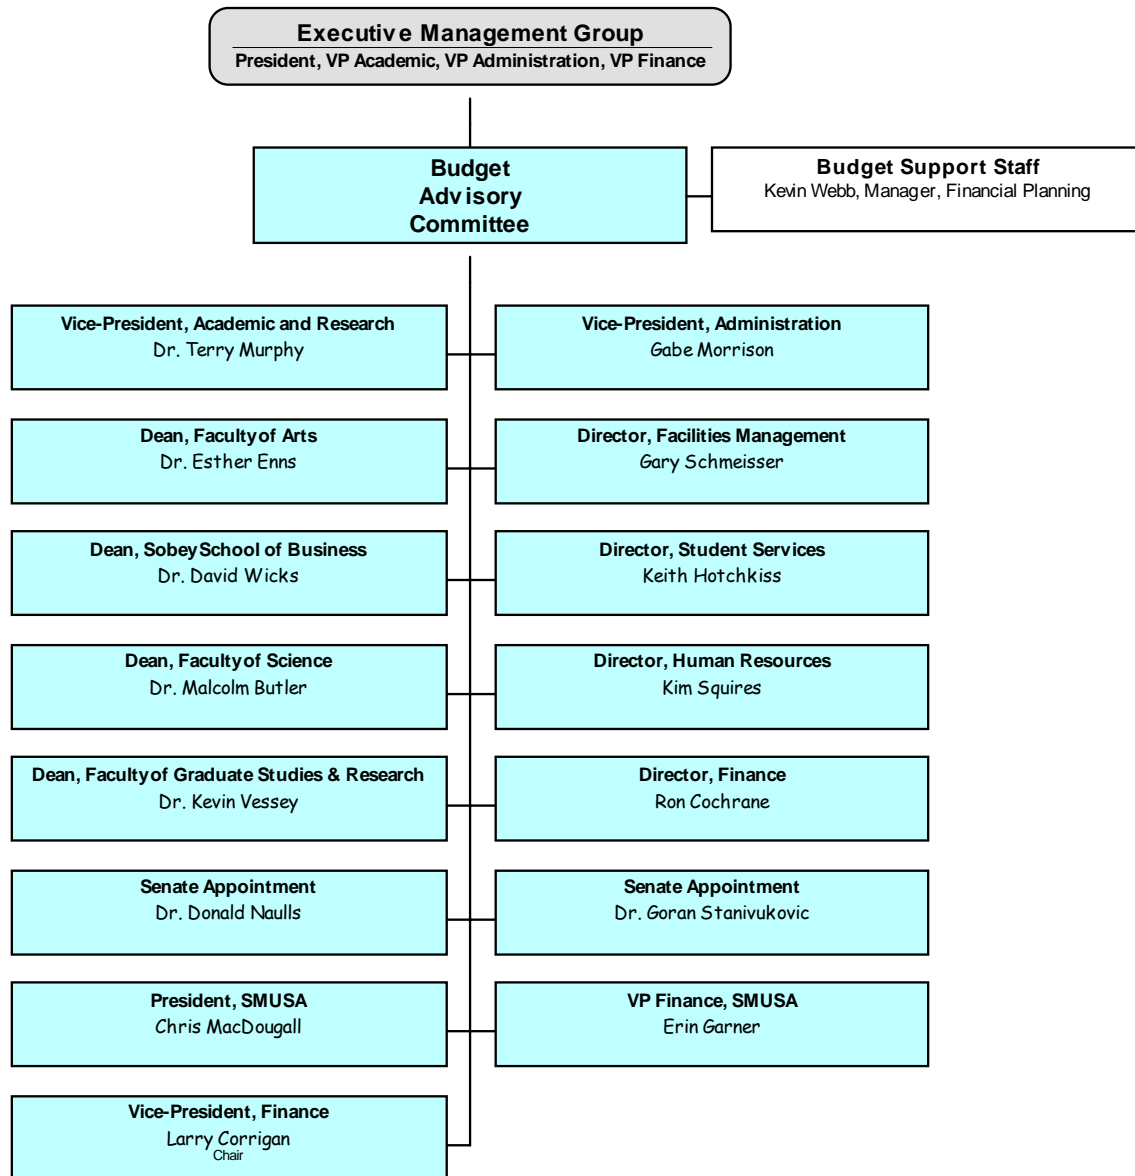 Executive Management Group
President, VP Academic, VP Administration, VP Finance
Budget
Advisory
Committee
Budget Support Staff
Kevin Webb, Manager, Financial Planning
Vice-President, Academic and Research
Dr. Terry Murphy
Vice-President, Administration
Gabe Morrison
Dean, Faculty of Arts
Dr. Esther Enns
Director, Facilities Management
Gary Schmeisser
Dean, Sobey School of Business
Dr. David Wicks
Director, Student Services
Keith Hotchkiss
Dean, Faculty of Science
Dr. Malcolm Butler
Director, Human Resources
Kim Squires
Dean, Faculty of Graduate Studies & Research
Dr. Kevin Vessey
Director, Finance
Ron Cochrane
Senate Appointment
Dr. Donald Naulls
Senate Appointment
Dr. Goran Stanivukovic
President, SMUSA
Chris MacDougall
VP Finance, SMUSA
Erin Garner
Vice-President, Finance
Larry Corrigan
Chair